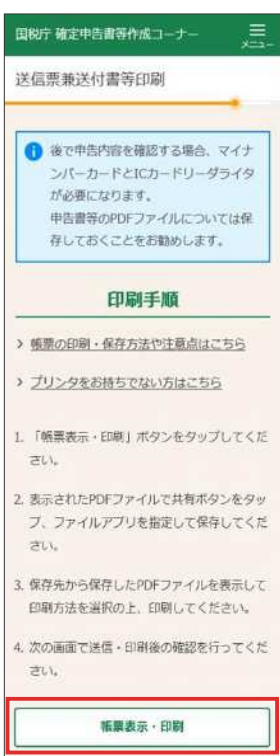 国税庁 確定申告書等作成コーナー
メニュー
送信票兼送付書等印刷
後で申告内容を確認する場合、マイナ
ンバーカードとICカードリーダライタ
が必要になります。
申告書等のPDFファイルについては保
存しておくことをお勧めします。
印刷手順
帳票の印刷・保存方法や注意点はこちら
プリンタをお持ちでない方はこちら
1. 「帳票表示・印刷」ボタンをタップしてくだ
さい。
2. 表示されたPDFファイルで共有ボタンをタッ
プ、ファイルアプリを指定して保存してくだ
さい。
3. 保存先から保存したPDFファイルを表示して
印刷方法を選択の上、印刷してください。
4. 次の画面で送信・印刷後の確認を行ってくだ
さい。
帳票表示・印刷